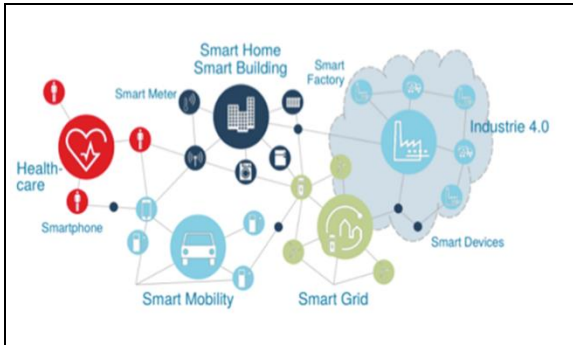 Smart Home
Smart Building
Smart
Factory
Smart Meter
Industrie 4.0
Health-
care
Smartphone
Smart Devices
Smart Mobility
Smart Grid